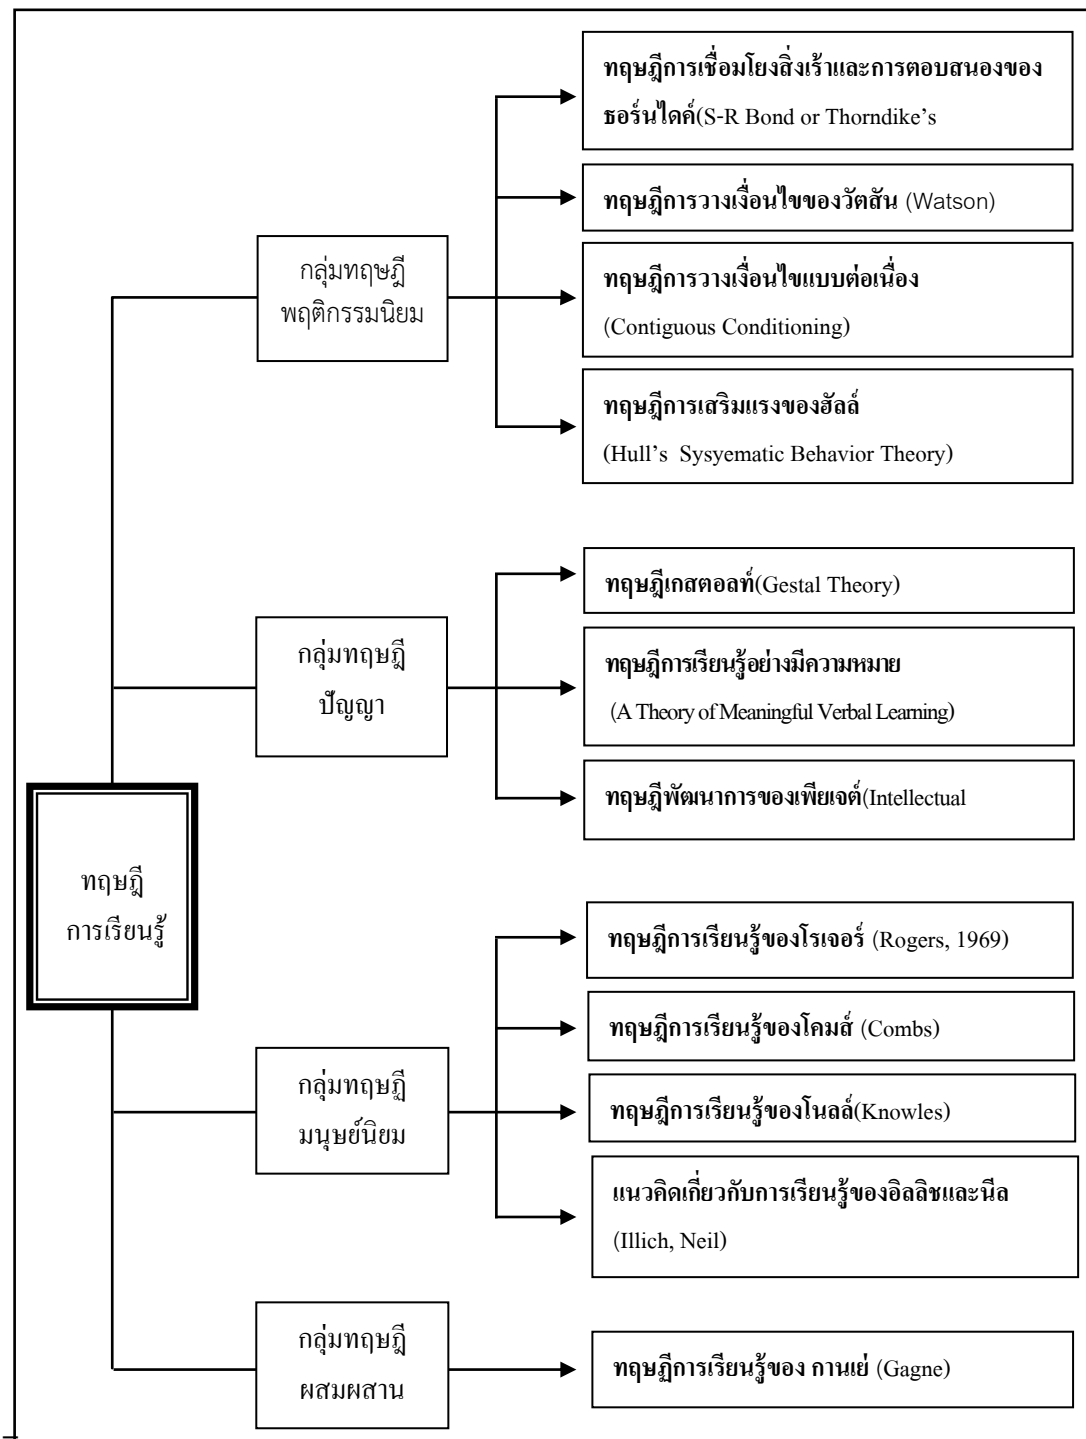 ทฤษฎีการเชื่อมโยงสิ่งเร้าและการตอบสนองของ
ธอร์นไดค์(S-R Bond or Thorndike’s
ทฤษฎีการวางเงื่อนไขของวัตสัน (Watson)
กลุ่มทฤษฎี
พฤติกรรมนิยม
ทฤษฎีการวางเงื่อนไขแบบต่อเนื่อง
(Contiguous Conditioning)
ทฤษฎีการเสริมแรงของฮัลล์
(Hull’s Sysyematic Behavior Theory)
ทฤษฎีเกสตอลท์(Gestal Theory)
กลุ่มทฤษฎี
ปัญญา
ทฤษฎีการเรียนรู้อย่างมีความหมาย
(A Theory of Meaningful Verbal Learning)
ทฤษฎีพัฒนาการของเพียเจต์(Intellectual
ทฤษฎี
การเรียนรู้
ทฤษฎีการเรียนรู้ของโรเจอร์ (Rogers, 1969)
ทฤษฎีการเรียนรู้ของโคมส์ (Combs)
กลุ่มทฤษฏี
มนุษย์นิยม
ทฤษฎีการเรียนรู้ของโนลล์(Knowles)
แนวคิดเกี่ยวกับการเรียนรู้ของอิลลิชและนีล
(Illich, Neil)
กลุ่มทฤษฎี
ผสมผสาน
ทฤษฏีการเรียนรู้ของ กานเย่ (Gagne)